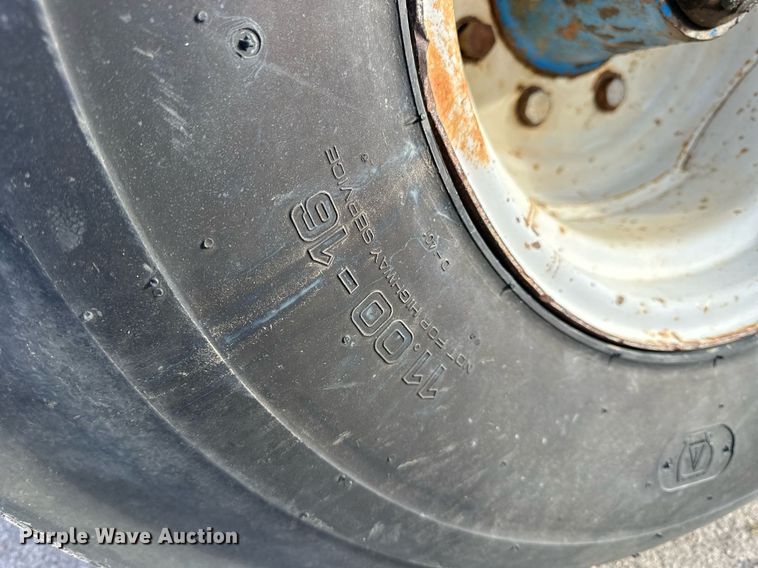 11.00-16
NOT FOR HIGHWAY SERVICE
Purple Wave Auction®